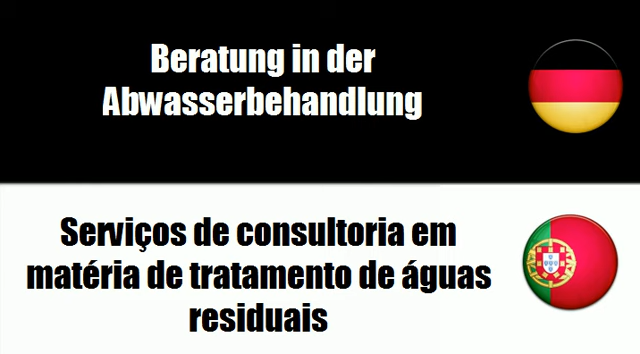 Beratung in der
Abwasserbehandlung
Serviços de consultoria em
matéria de tratamento de águas
residuais